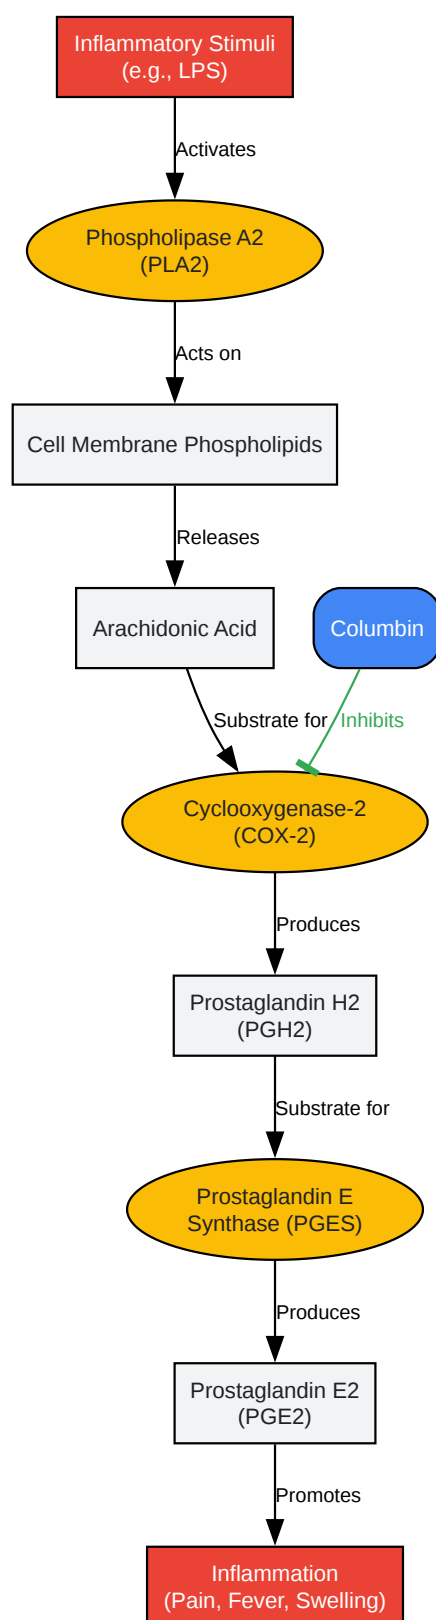 Inflammatory Stimuli
(e.g., LPS)
Activates
Phospholipase A2
(PLA2)
Acts on
Cell Membrane Phospholipids
Releases
Arachidonic Acid
Columbin
Substrate for
Inhibits
Cyclooxygenase-2
(COX-2)
Produces
Prostaglandin H2
(PGH2)
Substrate for
Prostaglandin E
Synthase (PGES)
Produces
Prostaglandin E2
(PGE2)
Promotes
Inflammation
(Pain, Fever, Swelling)